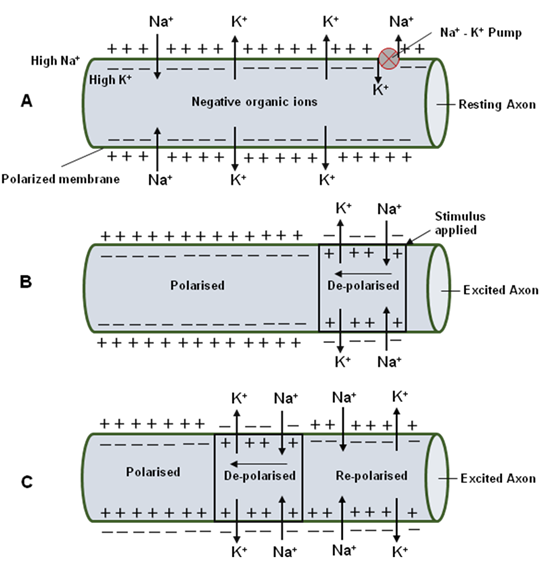 Na⁺ K⁺ K⁺ Na⁺
Na⁺ - K⁺ Pump
+ + + + + + + + + + + + + + + + +
High Na⁺
High K⁺
K⁺
A
Negative organic ions
Resting Axon
+ + + + + + + + + + + + + + + + +
Polarized membrane
Na⁺ K⁺ K⁺
K⁺ Na⁺
Stimulus
applied
+ + + + + + + + + + + + + + + +
+ + + +
B
Polarised
De-polarised
Excited Axon
+ + + +
+ + + + + + + + + + + + + + + +
K⁺ Na⁺
K⁺ Na⁺ Na⁺ K⁺
+ + + + + + + + + + + +
+ + + +
C
Polarised
De-polarised
Re-polarised
Excited Axon
+ + + + + + + + + + + + + + + +
K⁺ Na⁺ Na⁺ K⁺